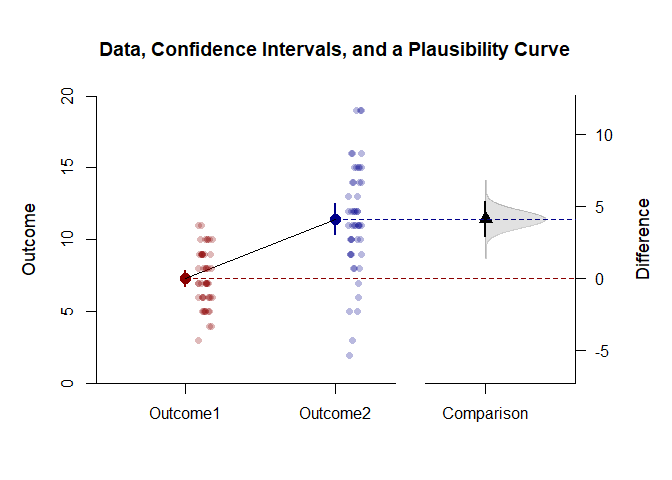 Data, Confidence Intervals, and a Plausibility Curve
Outcome
20
15
10
5
0
Outcome1
Outcome2
Comparison
10
5
0
-5
Difference